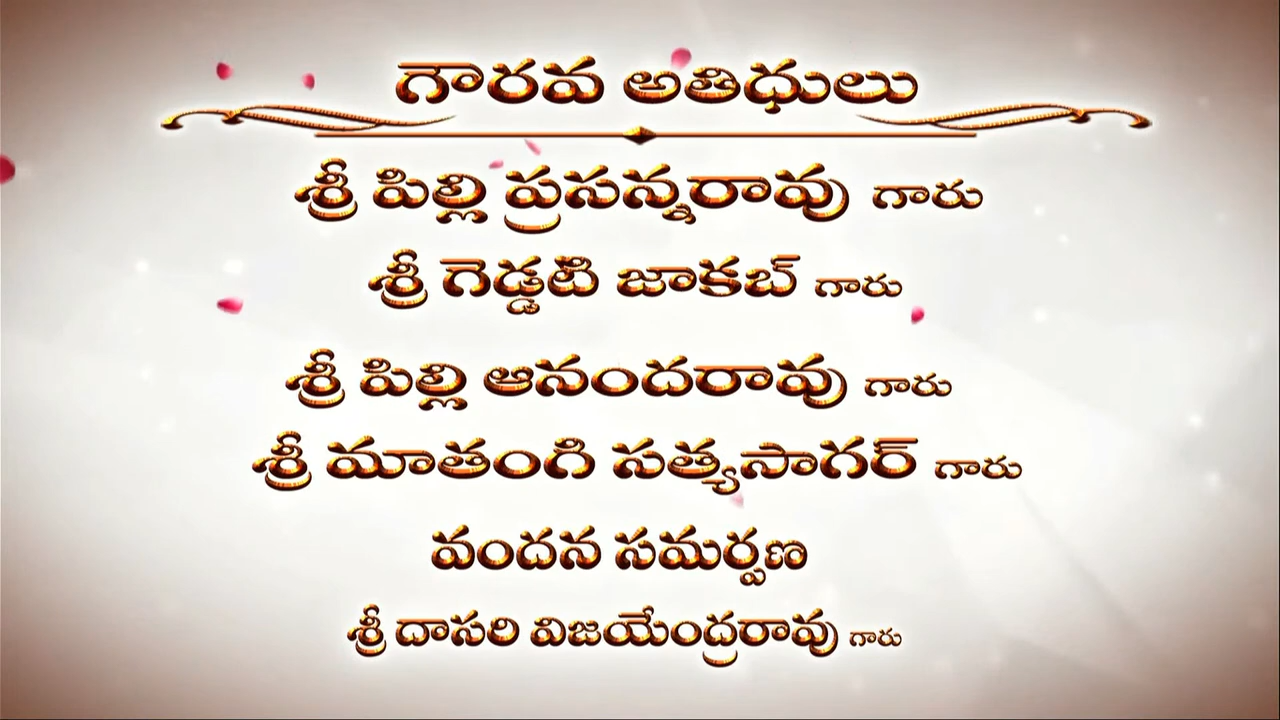 గౌరవ అతిధులు
శ్రీ పిల్లి ప్రసన్నరావు గారు
శ్రీ గెడ్డటి జాకబ్ గారు
శ్రీ పిల్లి ఆనందరావు గారు
శ్రీ మాతంగి సత్యసాగర్ గారు
వందన సమర్పణ
శ్రీ దాసరి విజయేంద్రరావు గారు